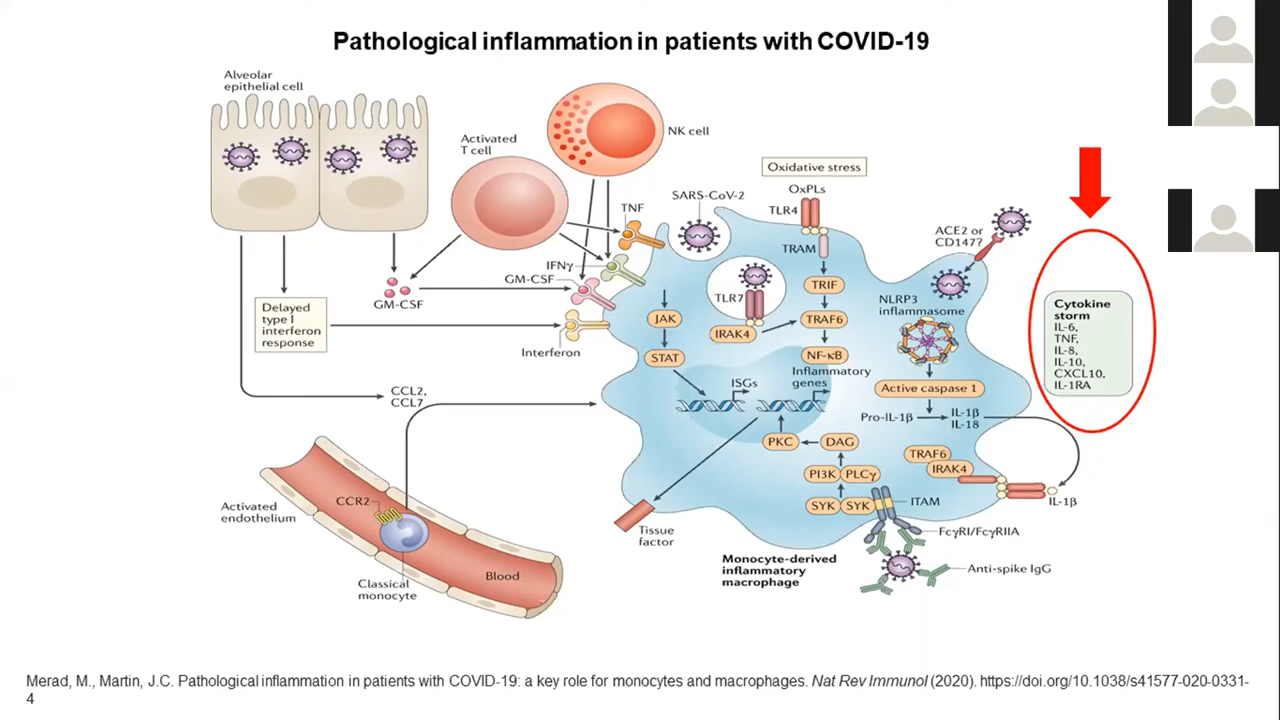 Pathological inflammation in patients with COVID-19
Alveolar
epithelial cell
Activated
T cell
NK cell
Oxidative stress
OxPLs
TLR4
TRAM
SARS-CoV-2
TNF
IFNγ
GM-CSF
GM-CSF
Delayed
type I
interferon
response
Interferon
CCL2,
CCL7
JAK
STAT
ISGs
TLR7
IRAK4
TRIF
TRAF6
NF-κB
Inflammatory
genes
ACE2 or
CD147?
NLRP3
inflammasome
Active caspase 1
Pro-IL-1β
IL-1β
IL-18
Cytokine
storm
IL-6,
TNF,
IL-8,
IL-10,
CXCL10,
IL-1RA
PKC
DAG
PI3K
PLCγ
SYK
SYK
TRAF6
IRAK4
IL-1β
ITAM
FcγRI/FcγRIIA
Anti-spike IgG
Tissue
factor
Monocyte-derived
inflammatory
macrophage
Activated
endothelium
CCR2
Classical
monocyte
Blood
Merad, M., Martin, J.C. Pathological inflammation in patients with COVID-19: a key role for monocytes and macrophages. Nat Rev Immunol (2020). https://doi.org/10.1038/s41577-020-0331-
4